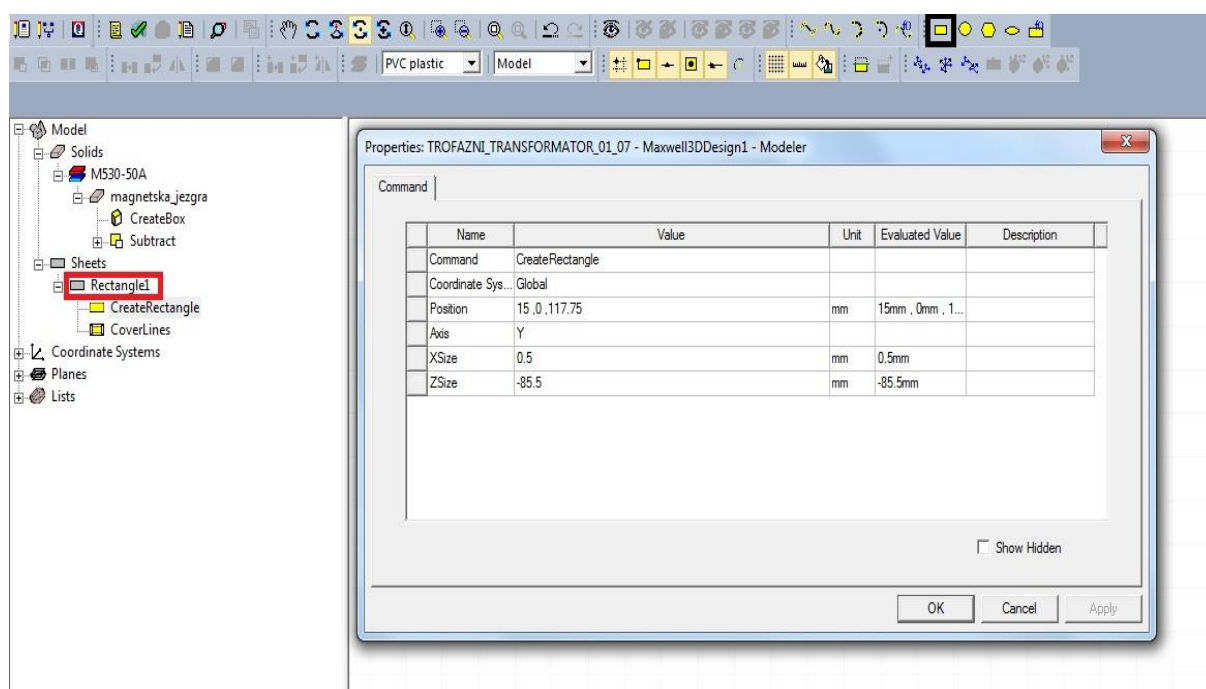 PVC plastic Model
Model
Solids
M530-50A
magnetska_jezgra
CreateBox
Subtract
Sheets
Rectangle1
CreateRectangle
CoverLines
Coordinate Systems
Planes
Lists
Properties: TROFAZNI_TRANSFORMATOR_01_07 - Maxwell3DDesign1 - Modeler
X
Command
Name Value Unit Evaluated Value Description
Command CreateRectangle
Coordinate Sys... Global
Position 15 ,0 ,117.75 mm 15mm , 0mm , 1...
Axis Y
XSize 0.5 mm 0.5mm
ZSize -85.5 mm -85.5mm
Show Hidden
OK Cancel Apply